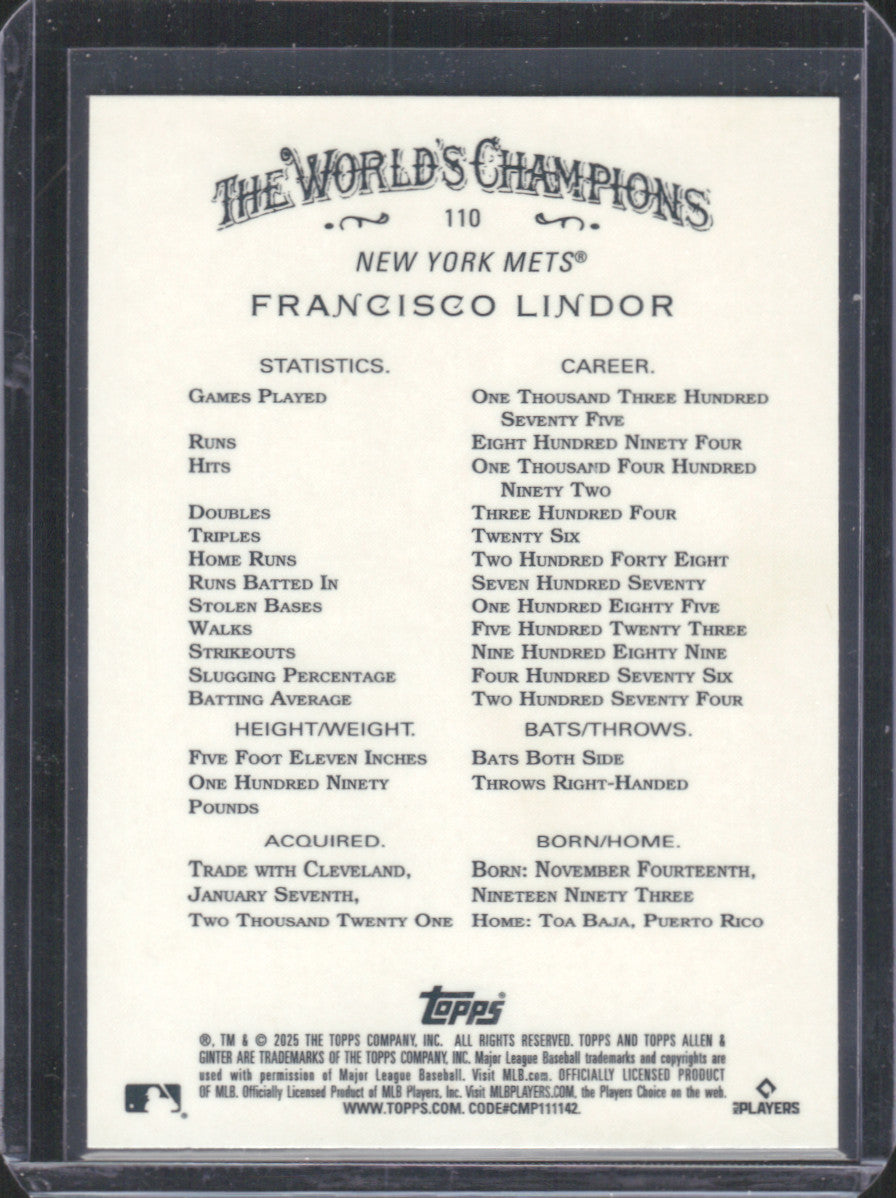 THE WORLD'S CHAMPIONS
110
NEW YORK METS®
FRANCISCO LINDOR
STATISTICS. CAREER.
GAMES PLAYED ONE THOUSAND THREE HUNDRED
SEVENTY FIVE
RUNS EIGHT HUNDRED NINETY FOUR
HITS ONE THOUSAND FOUR HUNDRED
NINETY TWO
DOUBLES THREE HUNDRED FOUR
TRIPLES TWENTY SIX
HOME RUNS TWO HUNDRED FORTY EIGHT
RUNS BATTED IN SEVEN HUNDRED SEVENTY
STOLEN BASES ONE HUNDRED EIGHTY FIVE
WALKS FIVE HUNDRED TWENTY THREE
STRIKEOUTS NINE HUNDRED EIGHTY NINE
SLUGGING PERCENTAGE FOUR HUNDRED SEVENTY SIX
BATTING AVERAGE TWO HUNDRED SEVENTY FOUR
HEIGHT/WEIGHT. BATS/THROWS.
FIVE FOOT ELEVEN INCHES BATS BOTH SIDE
ONE HUNDRED NINETY THROWS RIGHT-HANDED
POUNDS
ACQUIRED. BORN/HOME.
TRADE WITH CLEVELAND, BORN: NOVEMBER FOURTEENTH,
JANUARY SEVENTH, NINETEEN NINETY THREE
TWO THOUSAND TWENTY ONE HOME: TOA BAJA, PUERTO RICO
TOPPS®
®, TM & © 2025 THE TOPPS COMPANY, INC. ALL RIGHTS RESERVED. TOPPS AND TOPPS ALLEN &
GINTER ARE TRADEMARKS OF THE TOPPS COMPANY, INC. Major League Baseball trademarks and copyrights are
used with permission of Major League Baseball. Visit MLB.com. OFFICIALLY LICENSED PRODUCT
OF MLB. Officially Licensed Product of MLB Players, Inc. Visit MLBPLAYERS.COM, the Players Choice on the web.
WWW.TOPPS.COM. CODE#CMP111142.
MLBPLAYERS